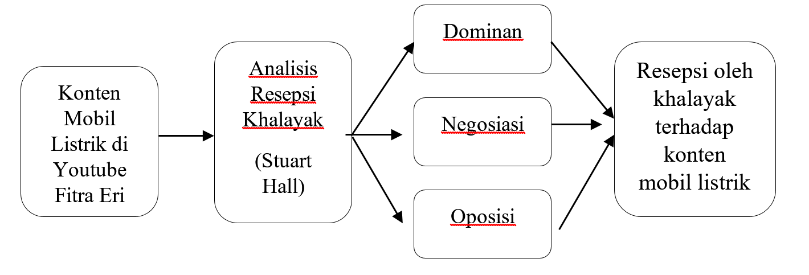 Konten
Mobil
Listrik di
Youtube
Fitra Eri
Analisis
Resepsi
Khalayak
(Stuart
Hall)
Dominan
Negosiasi
Oposisi
Resepsi oleh
khalayak
terhadap
konten
mobil listrik